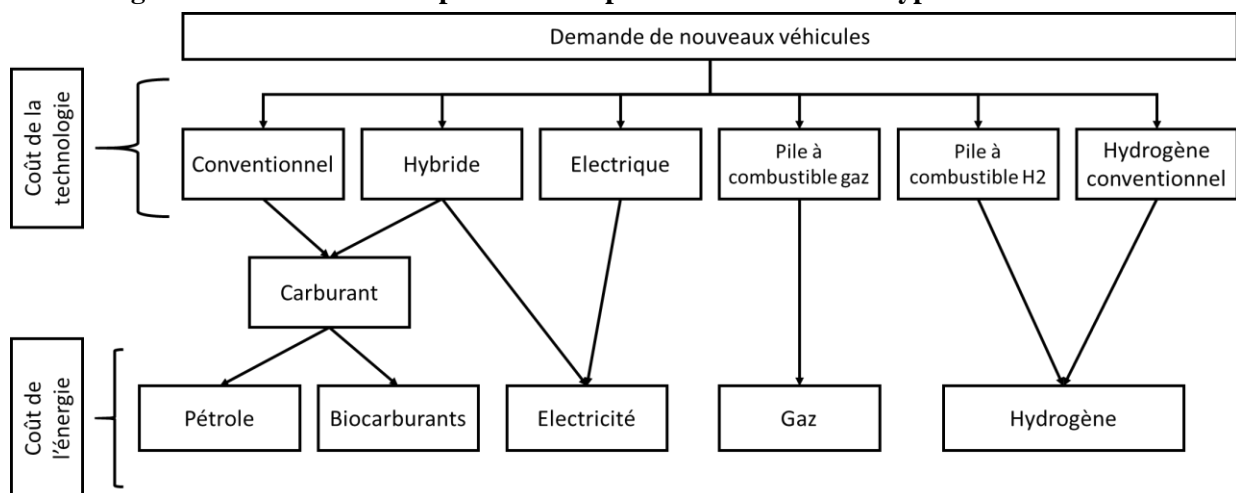 Demande de nouveaux véhicules
Coût de la
technologie
Conventionnel
Hybride
Electrique
Pile à
combustible gaz
Pile à
combustible H2
Hydrogène
conventionnel
Carburant
Coût de
l'énergie
Pétrole
Biocarburants
Electricité
Gaz
Hydrogène